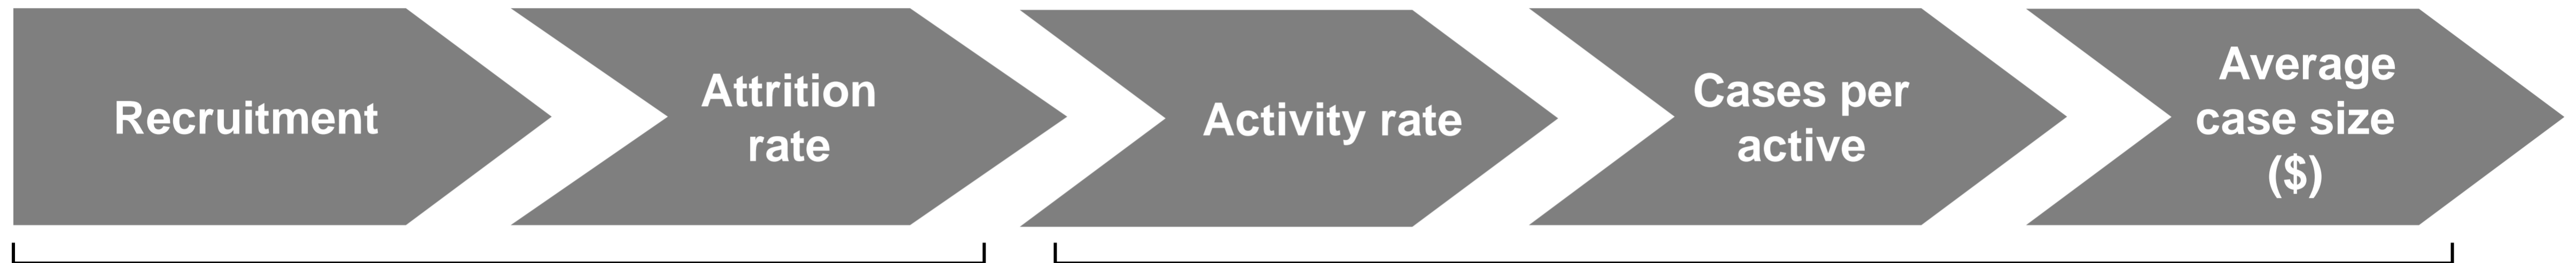 Recruitment
Attrition
rate
Activity rate
Cases per
active
Average
case size
($)